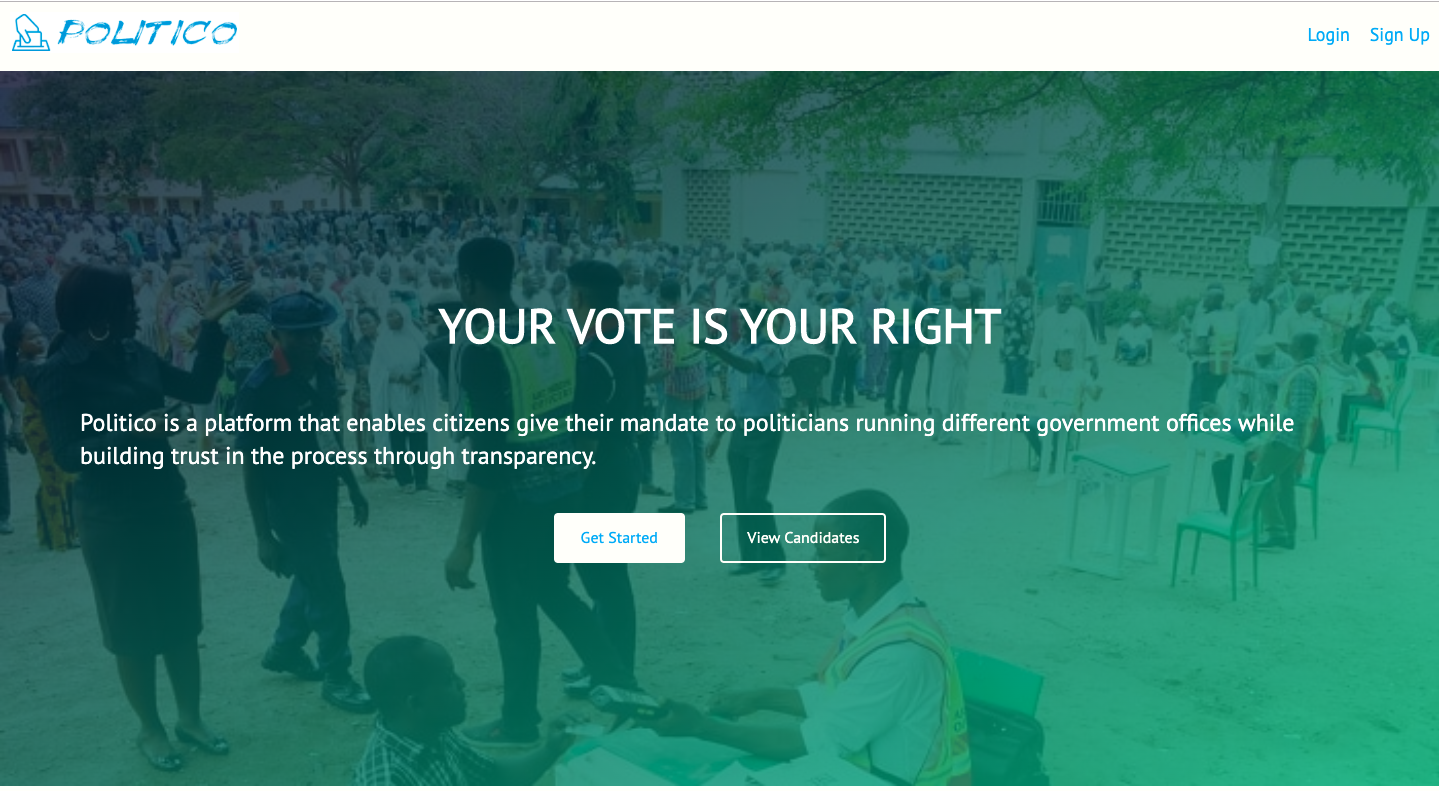 POLITICO
Login Sign Up
YOUR VOTE IS YOUR RIGHT
Politico is a platform that enables citizens give their mandate to politicians running different government offices while
building trust in the process through transparency.
Get Started View Candidates